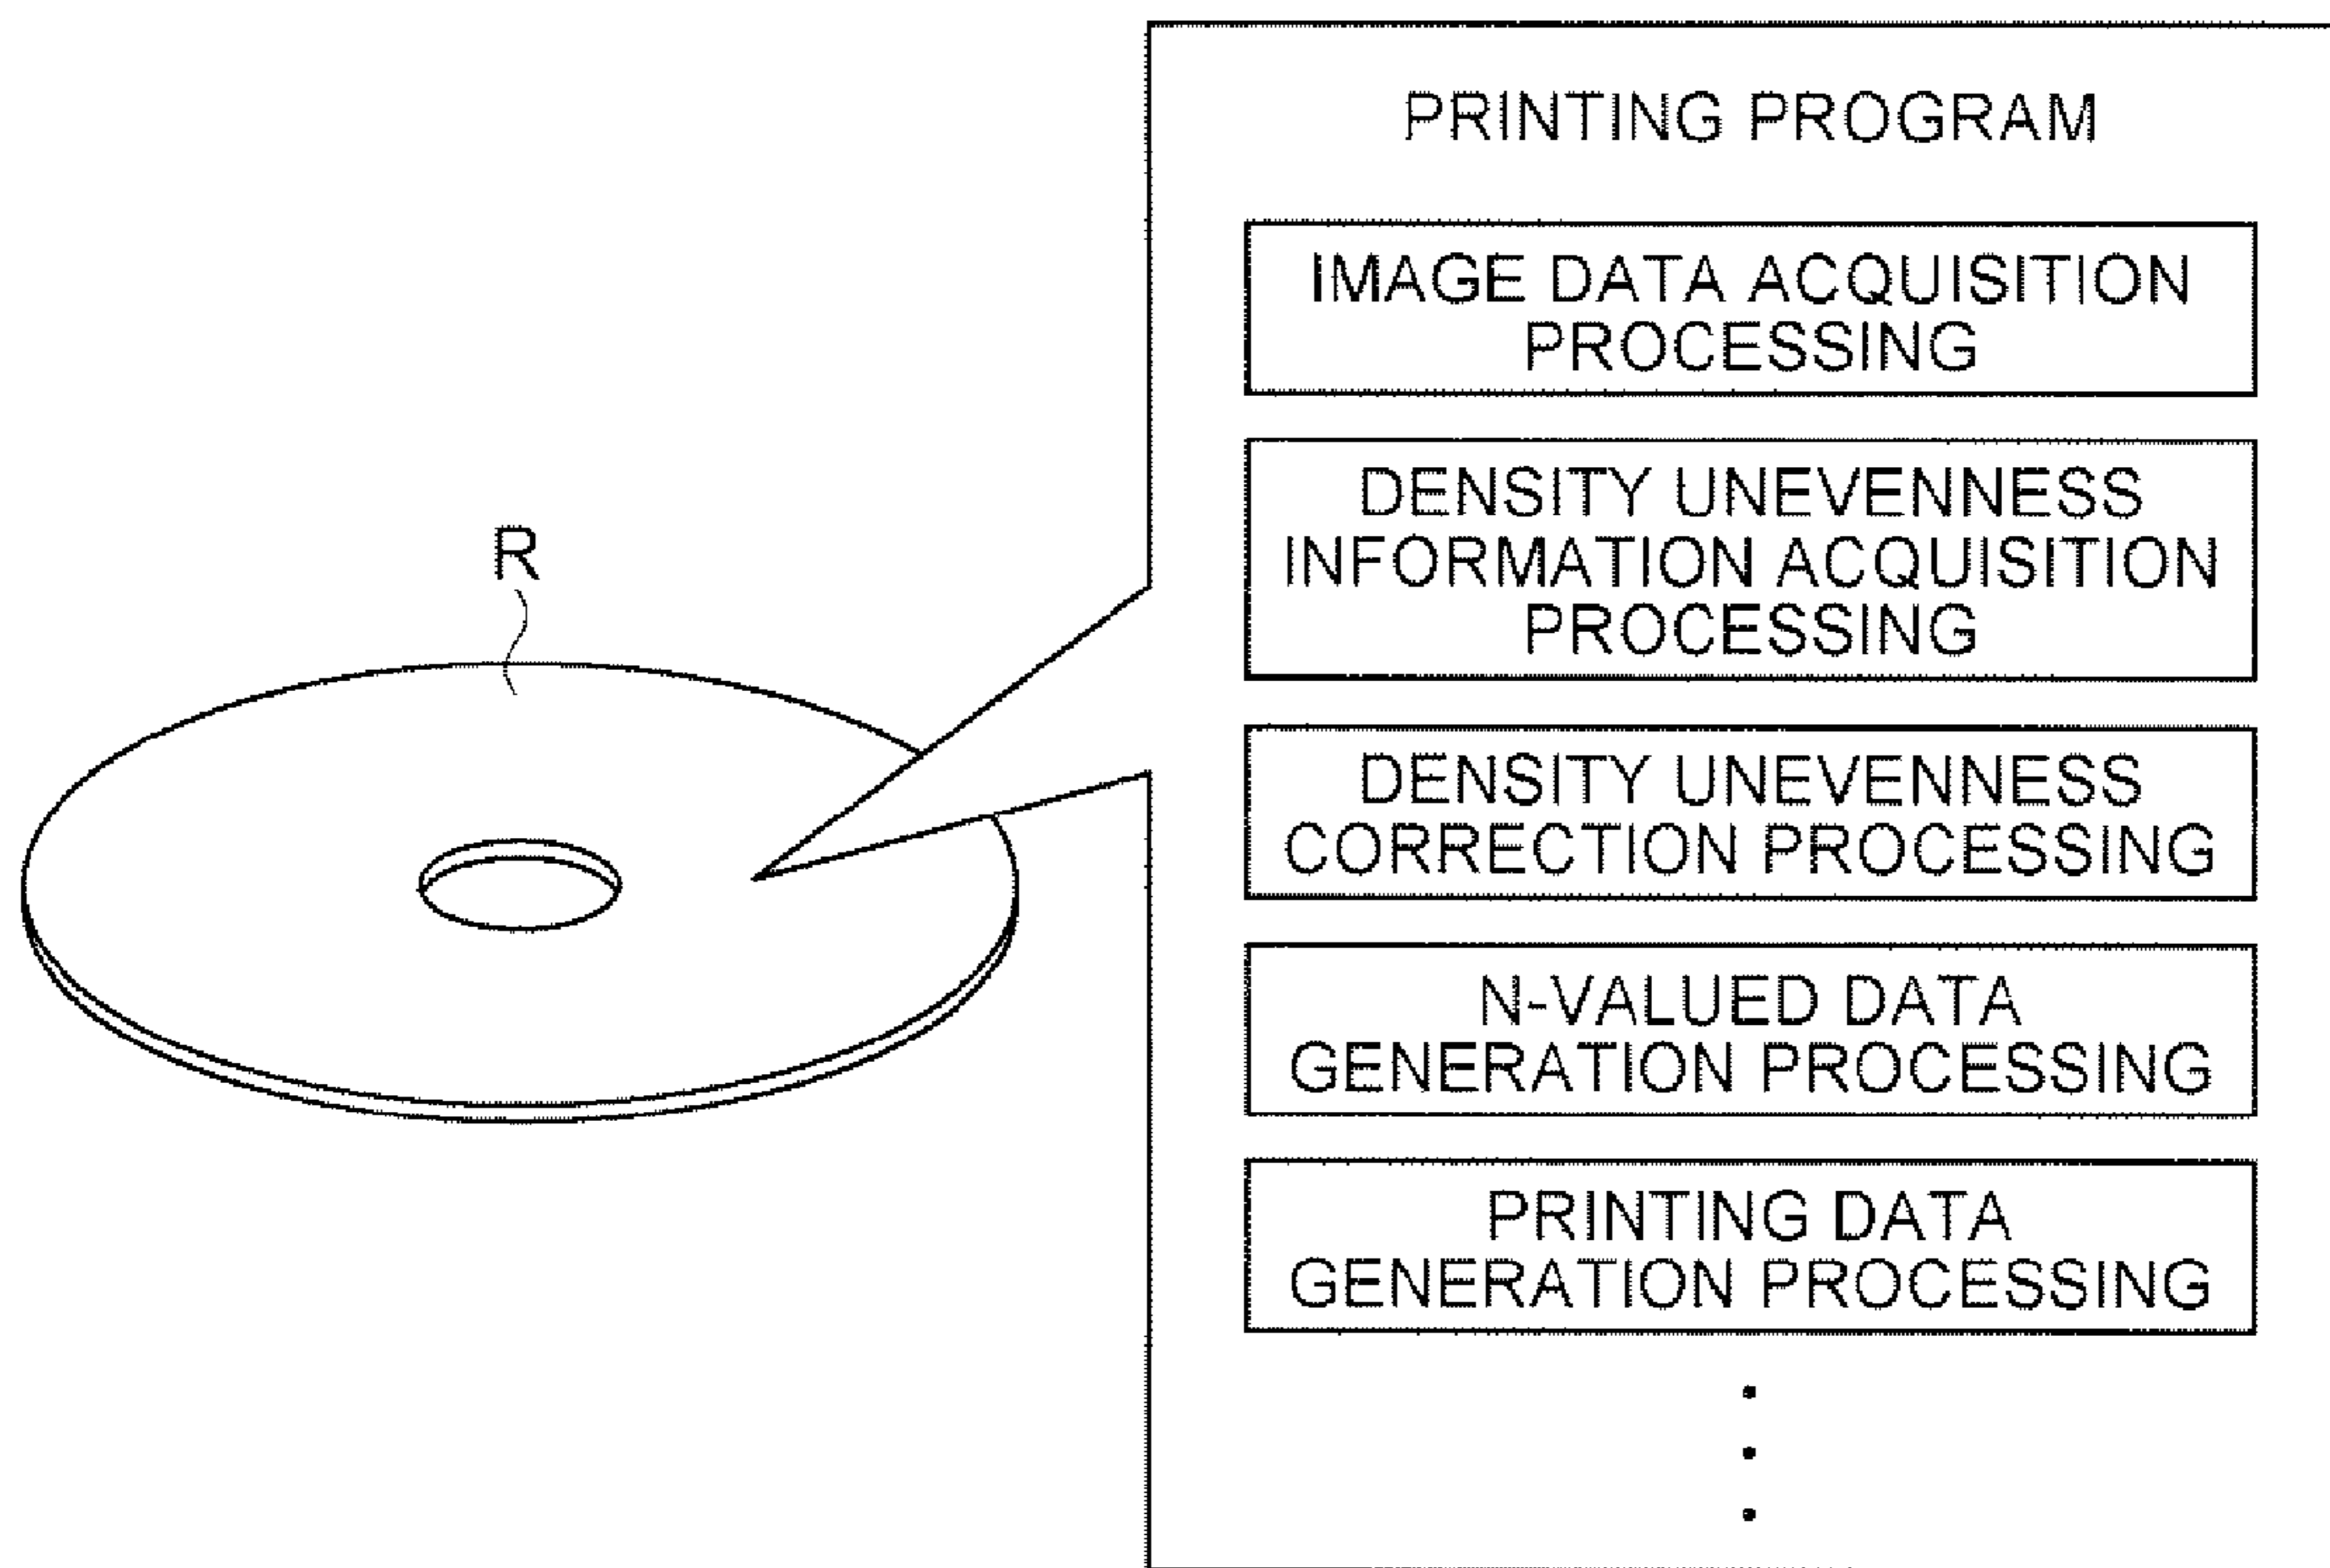 PRINTING PROGRAM
IMAGE DATA ACQUISITION
PROCESSING
DENSITY UNEVENNESS
INFORMATION ACQUISITION
PROCESSING
R
DENSITY UNEVENNESS
CORRECTION PROCESSING
N-VALUED DATA
GENERATION PROCESSING
PRINTING DATA
GENERATION PROCESSING